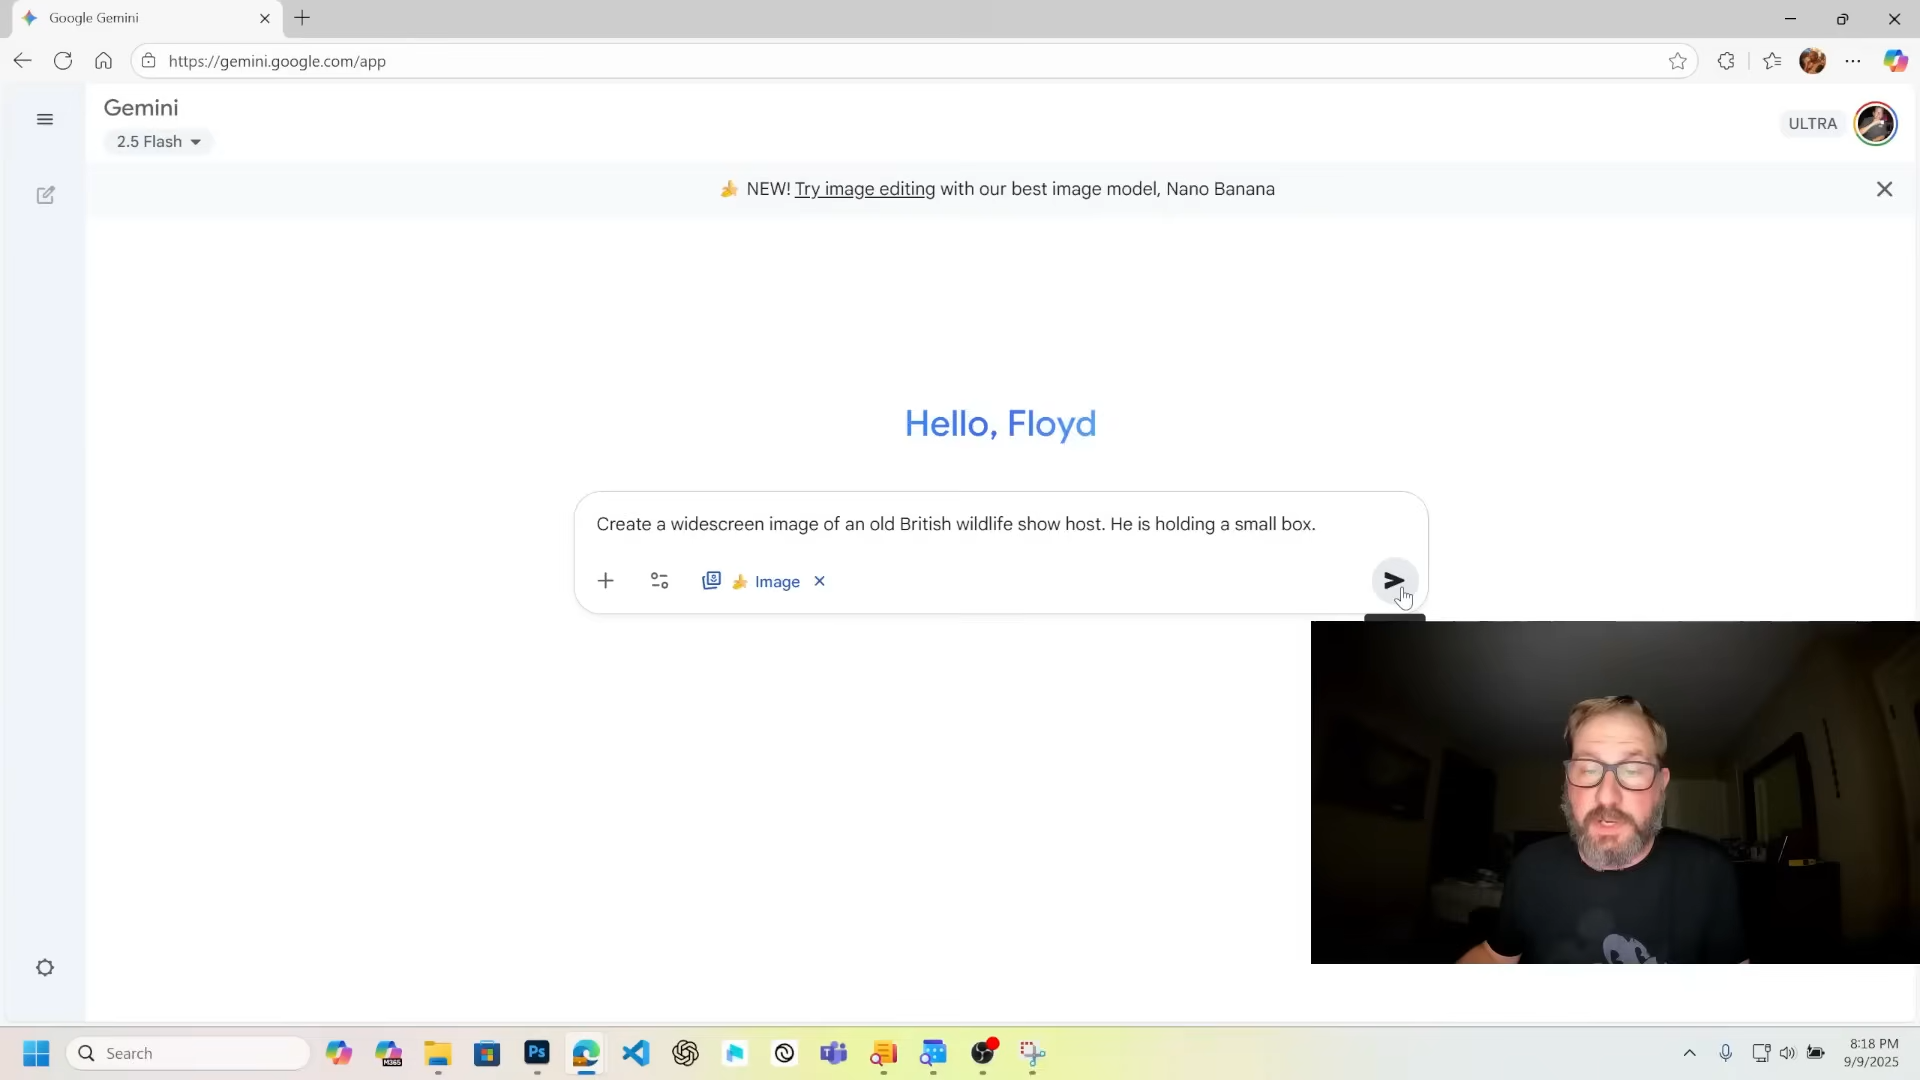 Google Gemini
https://gemini.google.com/app
Gemini
2.5 Flash
ULTRA
NEW! Try image editing with our best image model, Nano Banana
Hello, Floyd
Create a widescreen image of an old British wildlife show host. He is holding a small box.
Image
Search
M365
Ps
8:18 PM
9/9/2025